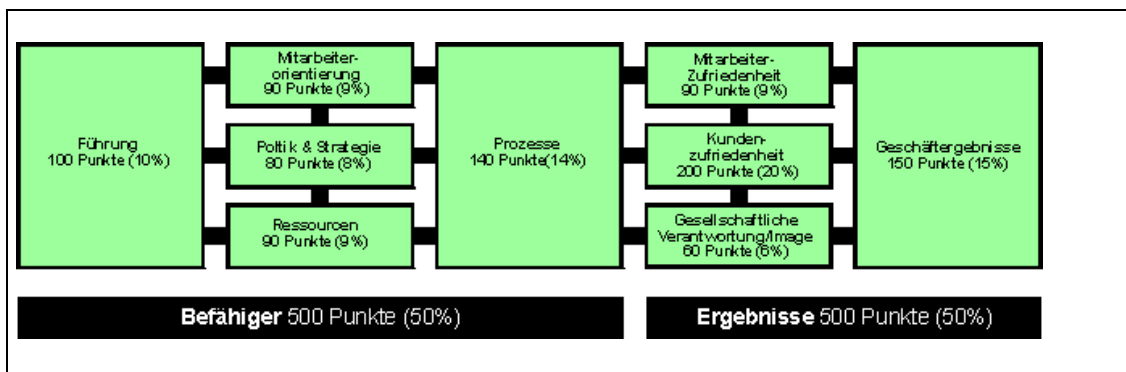 Führung
100 Punkte (10%)
Mitarbeiter-
orientierung
90 Punkte (9%)
Politik & Strategie
80 Punkte (8%)
Ressourcen
90 Punkte (9%)
Prozesse
140 Punkte(14%)
Mitarbeiter-
Zufriedenheit
90 Punkte (9%)
Kunden-
zufriedenheit
200 Punkte (20%)
Gesellschaftliche
Verantwortung/Image
60 Punkte (6%)
Geschäftergebnisse
150 Punkte (15%)
Befähiger 500 Punkte (50%)
Ergebnisse 500 Punkte (50%)